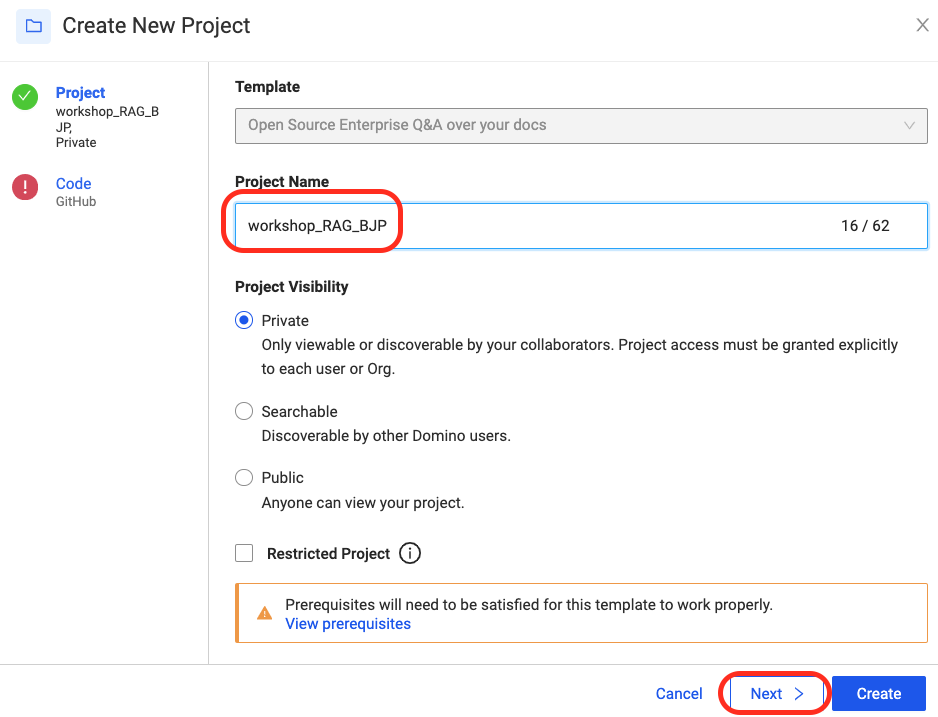 Create New Project
Project
workshop_RAG_B
JP,
Private
Code
GitHub
Template
Open Source Enterprise Q&A over your docs
Project Name
workshop_RAG_BJP 16 / 62
Project Visibility
Private
Only viewable or discoverable by your collaborators. Project access must be granted explicitly
to each user or Org.
Searchable
Discoverable by other Domino users.
Public
Anyone can view your project.
Restricted Project
Prerequisites will need to be satisfied for this template to work properly.
View prerequisites
Cancel Next Create